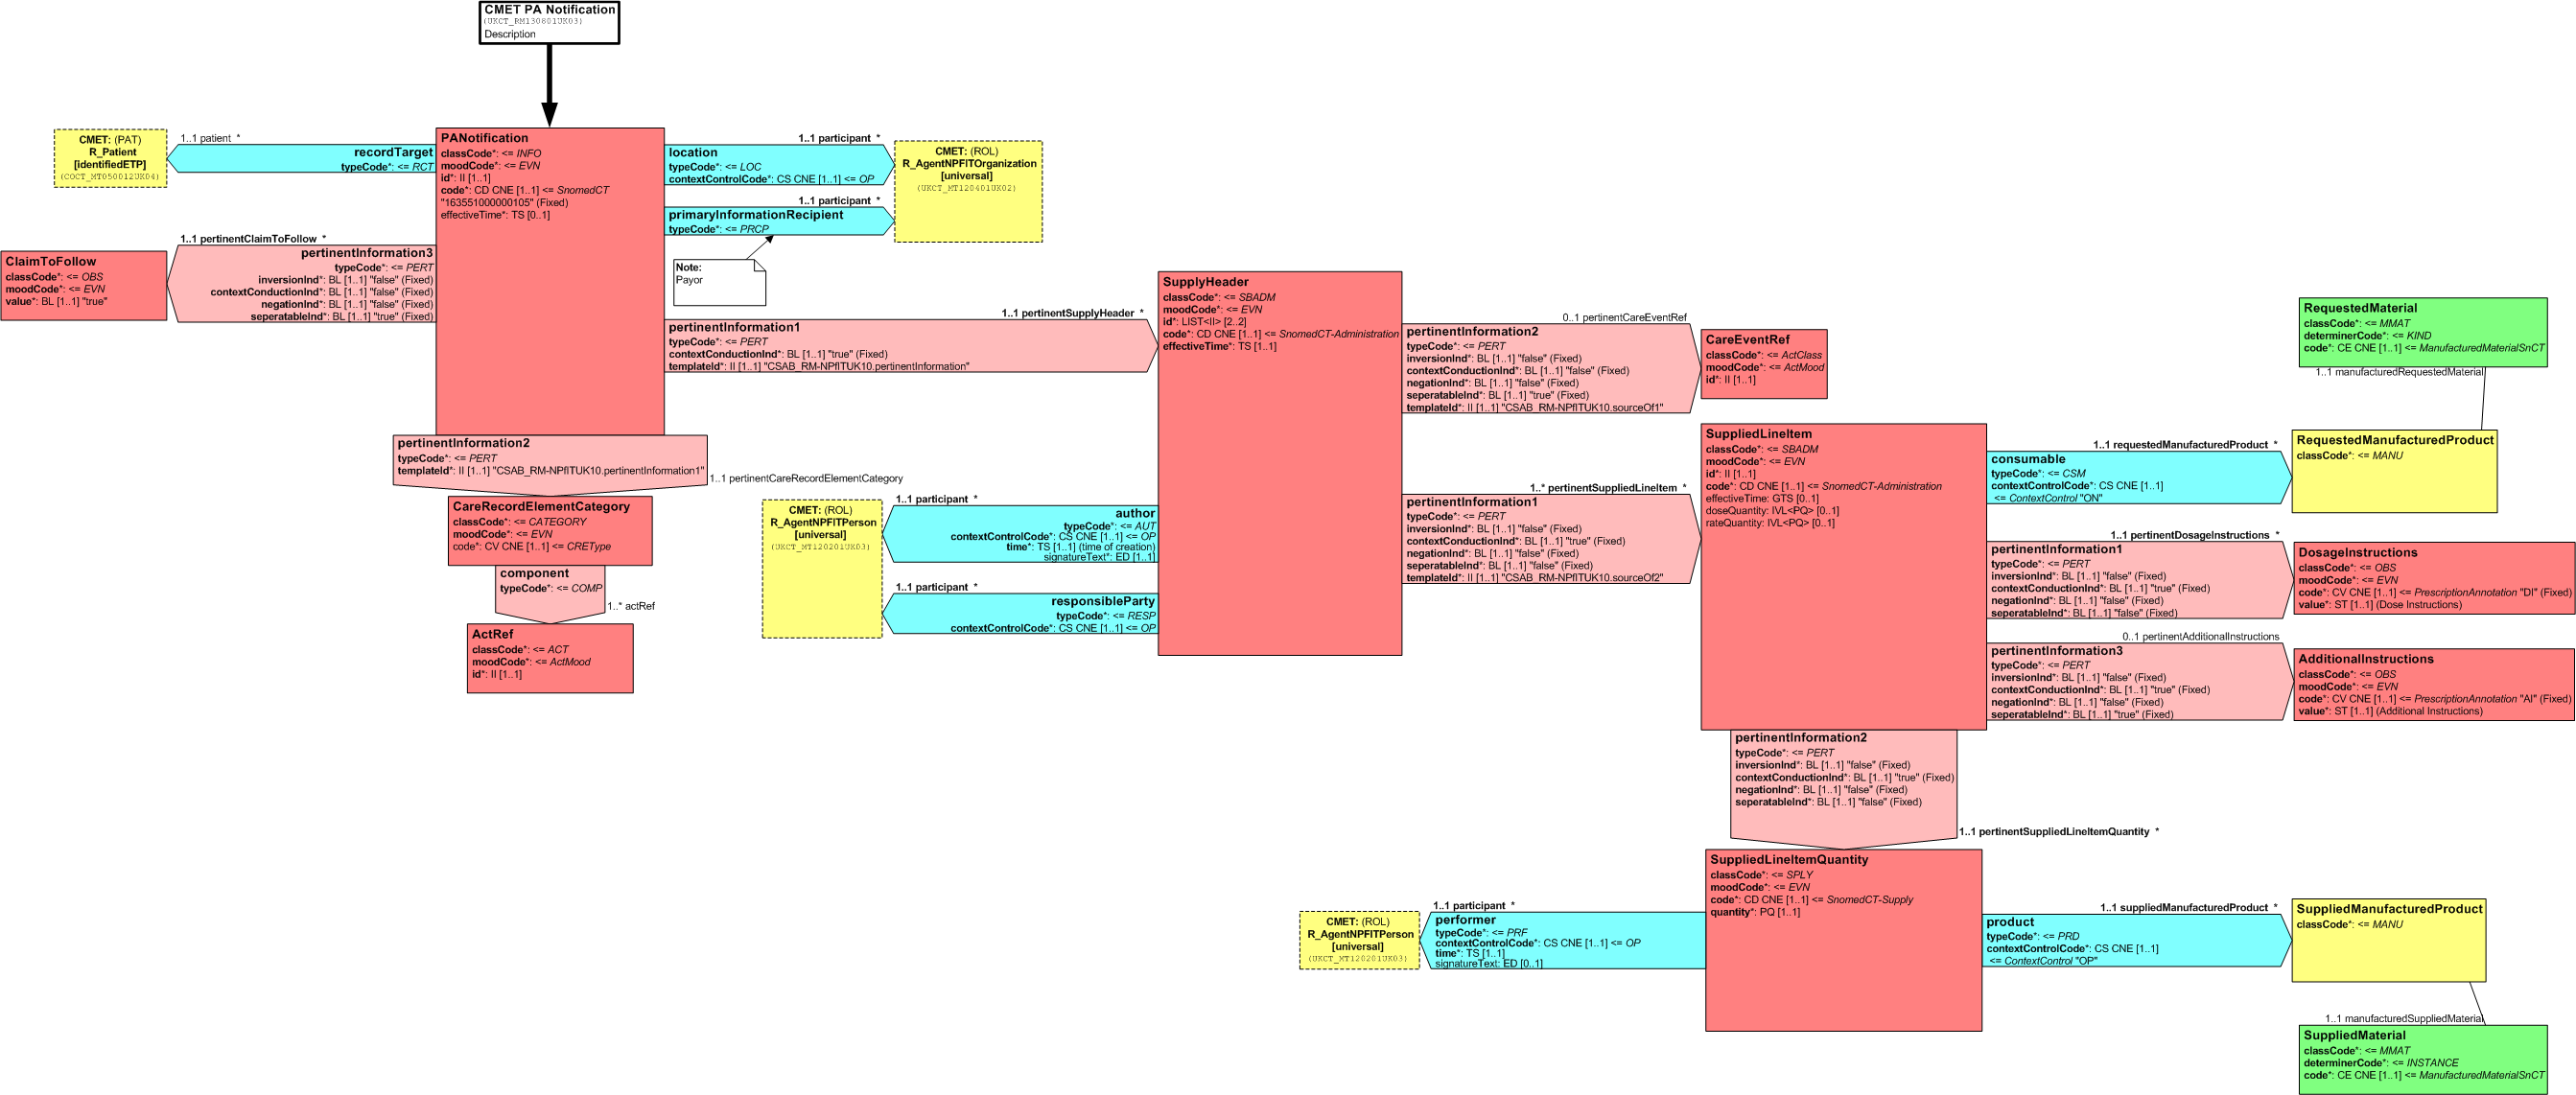 CMET PA Notification
(UKCT_RM130801UK03)
Description
CMET: (PAT)
R_Patient
[identifiedETP]
(COCT_MT050012UK04)
1..1 patient *
recordTarget
typeCode*: <= RCT
PANotification
classCode*: <= INFO
moodCode*: <= EVN
id*: II [1..1]
code*: CD CNE [1..1] <= SnomedCT
"163551000000105" (Fixed)
effectiveTime*: TS [0..1]
1..1 participant *
location
typeCode*: <= LOC
contextControlCode*: CS CNE [1..1] <= OP
1..1 participant *
primaryInformationRecipient
typeCode*: <= PRCP
CMET: (ROL)
R_AgentNPFITOrganization
[universal]
(UKCT_MT120401UK02)
Note:
Payor
1..1 pertinentClaimToFollow *
pertinentInformation3
typeCode*: <= PERT
inversionInd*: BL [1..1] "false" (Fixed)
contextConductionInd*: BL [1..1] "false" (Fixed)
negationInd*: BL [1..1] "false" (Fixed)
seperatableInd*: BL [1..1] "true" (Fixed)
ClaimToFollow
classCode*: <= OBS
moodCode*: <= EVN
value*: BL [1..1] "true"
1..1 pertinentSupplyHeader *
pertinentInformation1
typeCode*: <= PERT
contextConductionInd*: BL [1..1] "true" (Fixed)
templateId*: II [1..1] "CSAB_RM-NPfITUK10.pertinentInformation"
pertinentInformation2
typeCode*: <= PERT
templateId*: II [1..1] "CSAB_RM-NPfITUK10.pertinentInformation1"
1..1 pertinentCareRecordElementCategory
CareRecordElementCategory
classCode*: <= CATEGORY
moodCode*: <= EVN
code*: CV CNE [1..1] <= CREType
component
typeCode*: <= COMP
1..* actRef
ActRef
classCode*: <= ACT
moodCode*: <= ActMood
id*: II [1..1]
SupplyHeader
classCode*: <= SBADM
moodCode*: <= EVN
id*: LIST<II> [2..2]
code*: CD CNE [1..1] <= SnomedCT-Administration
effectiveTime*: TS [1..1]
CMET: (ROL)
R_AgentNPFITPerson
[universal]
(UKCT_MT120201UK03)
1..1 participant *
author
typeCode*: <= AUT
contextControlCode*: CS CNE [1..1] <= OP
time*: TS [1..1] (time of creation)
signatureText*: ED [1..1]
1..1 participant *
responsibleParty
typeCode*: <= RESP
contextControlCode*: CS CNE [1..1] <= OP
0..1 pertinentCareEventRef
pertinentInformation2
typeCode*: <= PERT
inversionInd*: BL [1..1] "false" (Fixed)
contextConductionInd*: BL [1..1] "false" (Fixed)
negationInd*: BL [1..1] "false" (Fixed)
seperatableInd*: BL [1..1] "true" (Fixed)
templateId*: II [1..1] "CSAB_RM-NPfITUK10.sourceOf1"
CareEventRef
classCode*: <= ActClass
moodCode*: <= ActMood
id*: II [1..1]
1..* pertinentSuppliedLineItem *
pertinentInformation1
typeCode*: <= PERT
inversionInd*: BL [1..1] "false" (Fixed)
contextConductionInd*: BL [1..1] "true" (Fixed)
negationInd*: BL [1..1] "false" (Fixed)
seperatableInd*: BL [1..1] "false" (Fixed)
templateId*: II [1..1] "CSAB_RM-NPfITUK10.sourceOf2"
SuppliedLineItem
classCode*: <= SBADM
moodCode*: <= EVN
id*: II [1..1]
code*: CD CNE [1..1] <= SnomedCT-Administration
effectiveTime: GTS [0..1]
doseQuantity: IVL<PQ> [0..1]
rateQuantity: IVL<PQ> [0..1]
RequestedMaterial
classCode*: <= MMAT
determinerCode*: <= KIND
code*: CE CNE [1..1] <= ManufacturedMaterialSnCT
1..1 manufacturedRequestedMaterial
1..1 requestedManufacturedProduct *
consumable
typeCode*: <= CSM
contextControlCode*: CS CNE [1..1]
<= ContextControl "ON"
RequestedManufacturedProduct
classCode*: <= MANU
1..1 pertinentDosageInstructions *
pertinentInformation1
typeCode*: <= PERT
inversionInd*: BL [1..1] "false" (Fixed)
contextConductionInd*: BL [1..1] "true" (Fixed)
negationInd*: BL [1..1] "false" (Fixed)
seperatableInd*: BL [1..1] "false" (Fixed)
DosageInstructions
classCode*: <= OBS
moodCode*: <= EVN
code*: CV CNE [1..1] <= PrescriptionAnnotation "DI" (Fixed)
value*: ST [1..1] (Dose Instructions)
0..1 pertinentAdditionalInstructions
pertinentInformation3
typeCode*: <= PERT
inversionInd*: BL [1..1] "false" (Fixed)
contextConductionInd*: BL [1..1] "true" (Fixed)
negationInd*: BL [1..1] "false" (Fixed)
seperatableInd*: BL [1..1] "true" (Fixed)
AdditionalInstructions
classCode*: <= OBS
moodCode*: <= EVN
code*: CV CNE [1..1] <= PrescriptionAnnotation "AI" (Fixed)
value*: ST [1..1] (Additional Instructions)
pertinentInformation2
typeCode*: <= PERT
inversionInd*: BL [1..1] "false" (Fixed)
contextConductionInd*: BL [1..1] "true" (Fixed)
negationInd*: BL [1..1] "false" (Fixed)
seperatableInd*: BL [1..1] "false" (Fixed)
1..1 pertinentSuppliedLineItemQuantity *
SuppliedLineItemQuantity
classCode*: <= SPLY
moodCode*: <= EVN
code*: CD CNE [1..1] <= SnomedCT-Supply
quantity*: PQ [1..1]
CMET: (ROL)
R_AgentNPFITPerson
[universal]
(UKCT_MT120201UK03)
1..1 participant *
performer
typeCode*: <= PRF
contextControlCode*: CS CNE [1..1] <= OP
time*: TS [1..1]
signatureText: ED [0..1]
1..1 suppliedManufacturedProduct *
product
typeCode*: <= PRD
contextControlCode*: CS CNE [1..1]
<= ContextControl "OP"
SuppliedManufacturedProduct
classCode*: <= MANU
1..1 manufacturedSuppliedMaterial
SuppliedMaterial
classCode*: <= MMAT
determinerCode*: <= INSTANCE
code*: CE CNE [1..1] <= ManufacturedMaterialSnCT